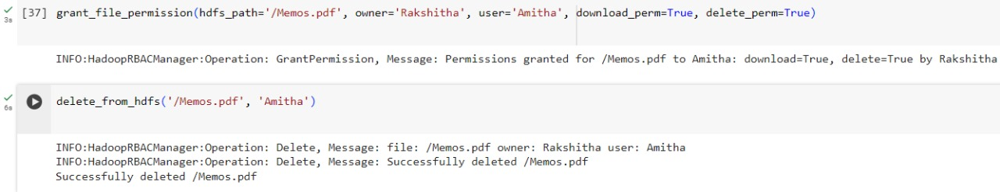 [37] grant_file_permission(hdfs_path='/Memos.pdf', owner='Rakshitha', user='Amitha', download_perm=True, delete_perm=True)
3s
INFO:HadoopRBACManager:Operation: GrantPermission, Message: Permissions granted for /Memos.pdf to Amitha: download=True, delete=True by Rakshitha
delete_from_hdfs('/Memos.pdf', 'Amitha')
6s
INFO:HadoopRBACManager:Operation: Delete, Message: file: /Memos.pdf owner: Rakshitha user: Amitha
INFO:HadoopRBACManager:Operation: Delete, Message: Successfully deleted /Memos.pdf
Successfully deleted /Memos.pdf